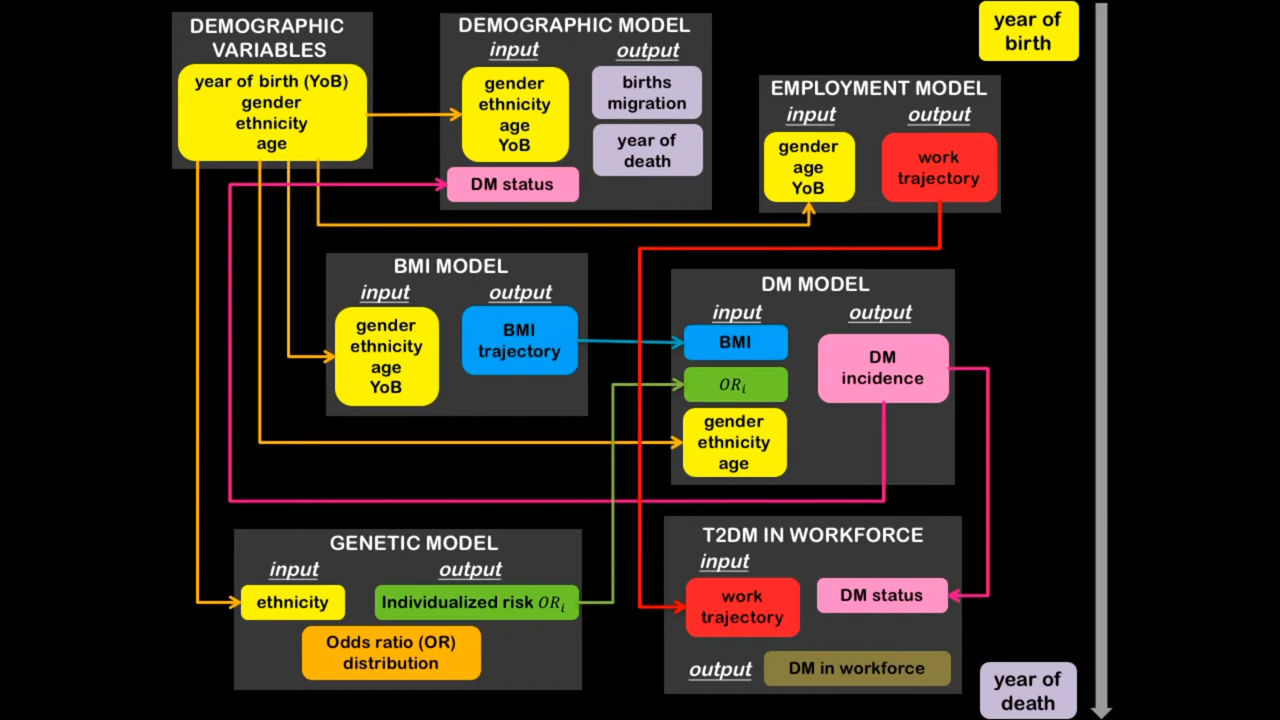 DEMOGRAPHIC
VARIABLES
year of birth (YoB)
gender
ethnicity
age
DEMOGRAPHIC MODEL
input
output
gender
ethnicity
age
YoB
births
migration
year of
death
DM status
EMPLOYMENT MODEL
input
output
gender
age
YoB
work
trajectory
year of
birth
BMI MODEL
input
output
gender
ethnicity
age
YoB
BMI
trajectory
DM MODEL
input
output
BMI
ORᵢ
gender
ethnicity
age
DM
incidence
GENETIC MODEL
input
output
ethnicity
Individualized risk ORᵢ
Odds ratio (OR)
distribution
T2DM IN WORKFORCE
input
work
trajectory
DM status
output
DM in workforce
year of
death